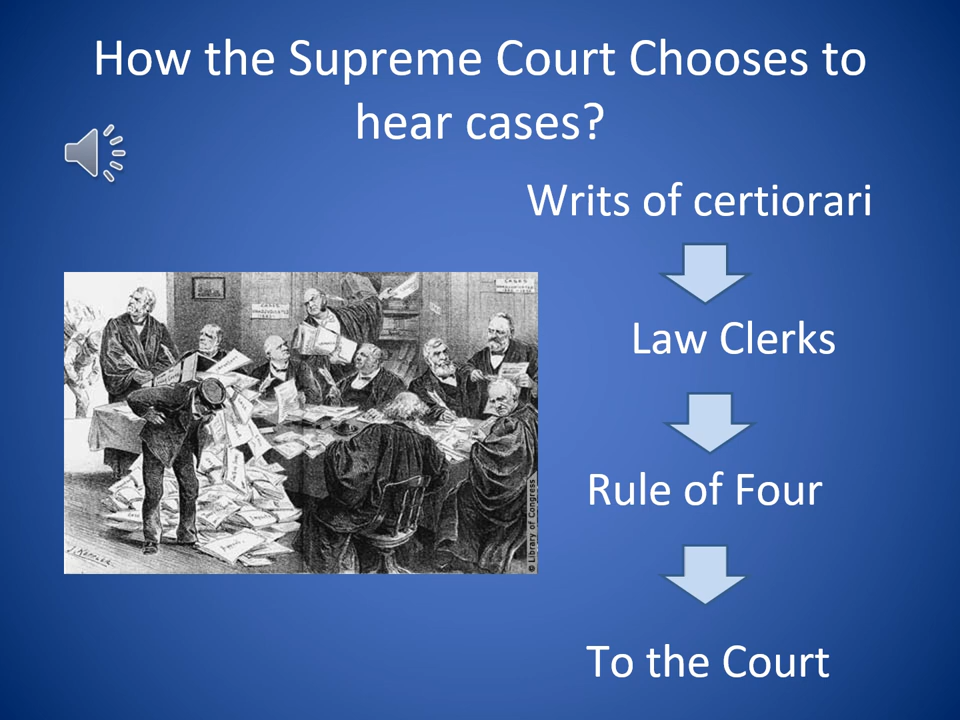 How the Supreme Court Chooses to
hear cases?
Writs of certiorari
Law Clerks
Rule of Four
To the Court
© Library of Congress
J. Keppler